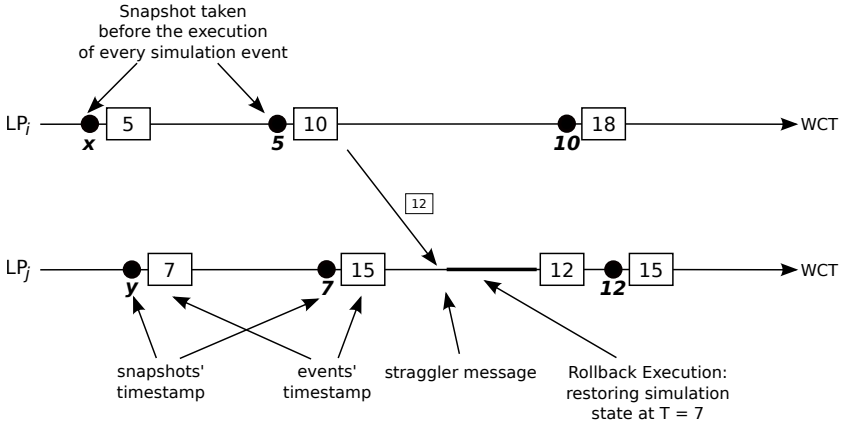 Snapshot taken
before the execution
of every simulation event
LPi 5 10 18 WCT
x 5 10
12
LPj 7 15 12 15 WCT
y 7 12
snapshots'
timestamp
events'
timestamp
straggler message
Rollback Execution:
restoring simulation
state at T = 7